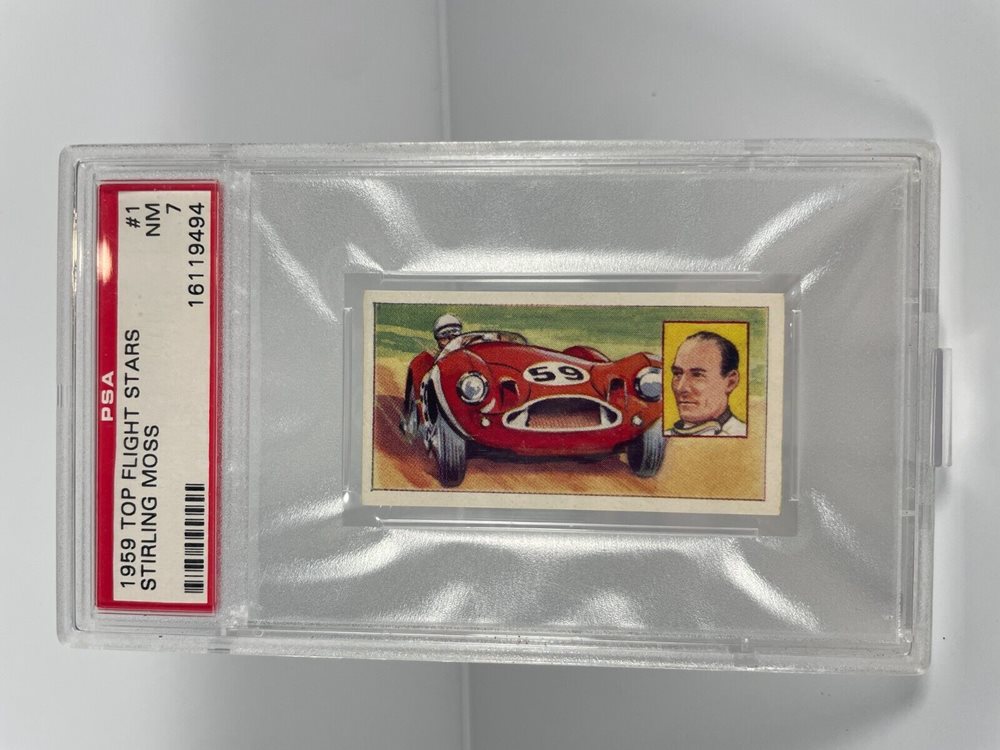 1959 TOP FLIGHT STARS #1
STIRLING MOSS NM 7
PSA 16119494
59